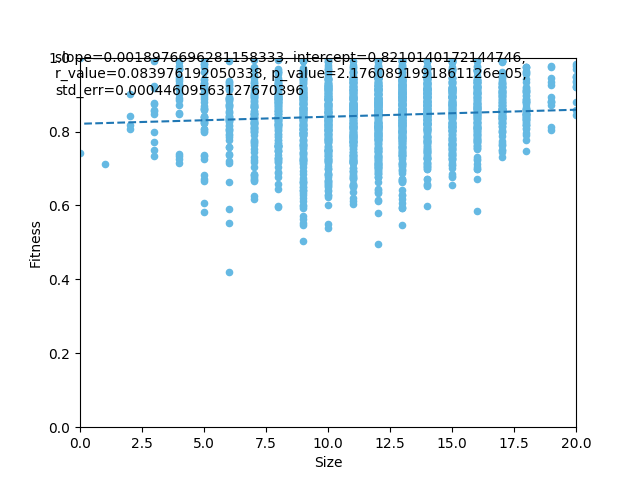 slope=0.0018976696281158333, intercept=0.8210140172144746,
r_value=0.083976192050338, p_value=2.1760891991861126e-05,
std_err=0.00044609563127670396
1.0
0.8
0.6
0.4
0.2
0.0
Fitness
0.0 2.5 5.0 7.5 10.0 12.5 15.0 17.5 20.0
Size